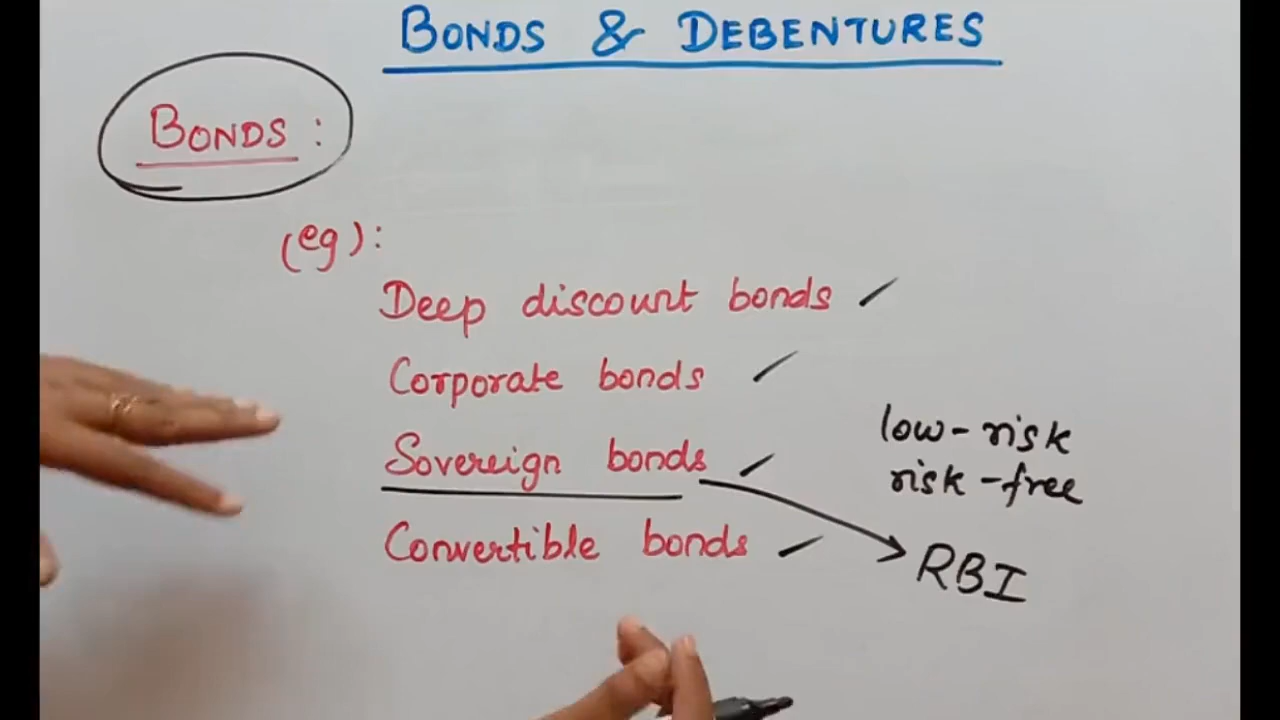 BONDS & DEBENTURES
BONDS :
(eg) :
Deep discount bonds
Corporate bonds
low-risk
Sovereign bonds
risk-free
Convertible bonds
RBI